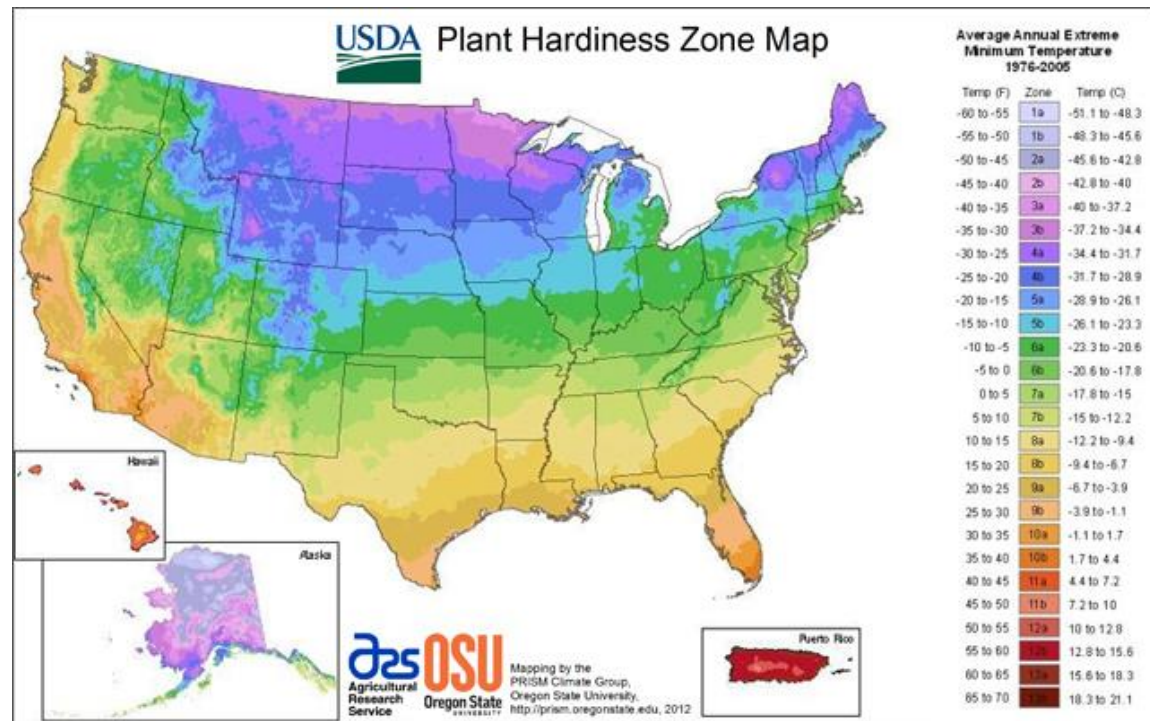 USDA
Plant Hardiness Zone Map
Average Annual Extreme
Minimum Temperature
1976-2005
Temp (F) Zone Temp (C)
-60 to -55 1a -51.1 to -48.3
-55 to -50 1b -48.3 to -45.6
-50 to -45 2a -45.6 to -42.8
-45 to -40 2b -42.8 to -40
-40 to -35 3a -40 to -37.2
-35 to -30 3b -37.2 to -34.4
-30 to -25 4a -34.4 to -31.7
-25 to -20 4b -31.7 to -28.9
-20 to -15 5a -28.9 to -26.1
-15 to -10 5b -26.1 to -23.3
-10 to -5 6a -23.3 to -20.6
-5 to 0 6b -20.6 to -17.8
0 to 5 7a -17.8 to -15
5 to 10 7b -15 to -12.2
10 to 15 8a -12.2 to -9.4
15 to 20 8b -9.4 to -6.7
20 to 25 9a -6.7 to -3.9
25 to 30 9b -3.9 to -1.1
30 to 35 10a -1.1 to 1.7
35 to 40 10b 1.7 to 4.4
40 to 45 11a 4.4 to 7.2
45 to 50 11b 7.2 to 10
50 to 55 12a 10 to 12.8
55 to 60 12b 12.8 to 15.6
60 to 65 13a 15.6 to 18.3
65 to 70 13b 18.3 to 21.1
Hawaii
Alaska
Puerto Rico
ars
Agricultural
Research
Service
OSU
Oregon State
UNIVERSITY
Mapping by the
PRISM Climate Group,
Oregon State University,
http://prism.oregonstate.edu, 2012